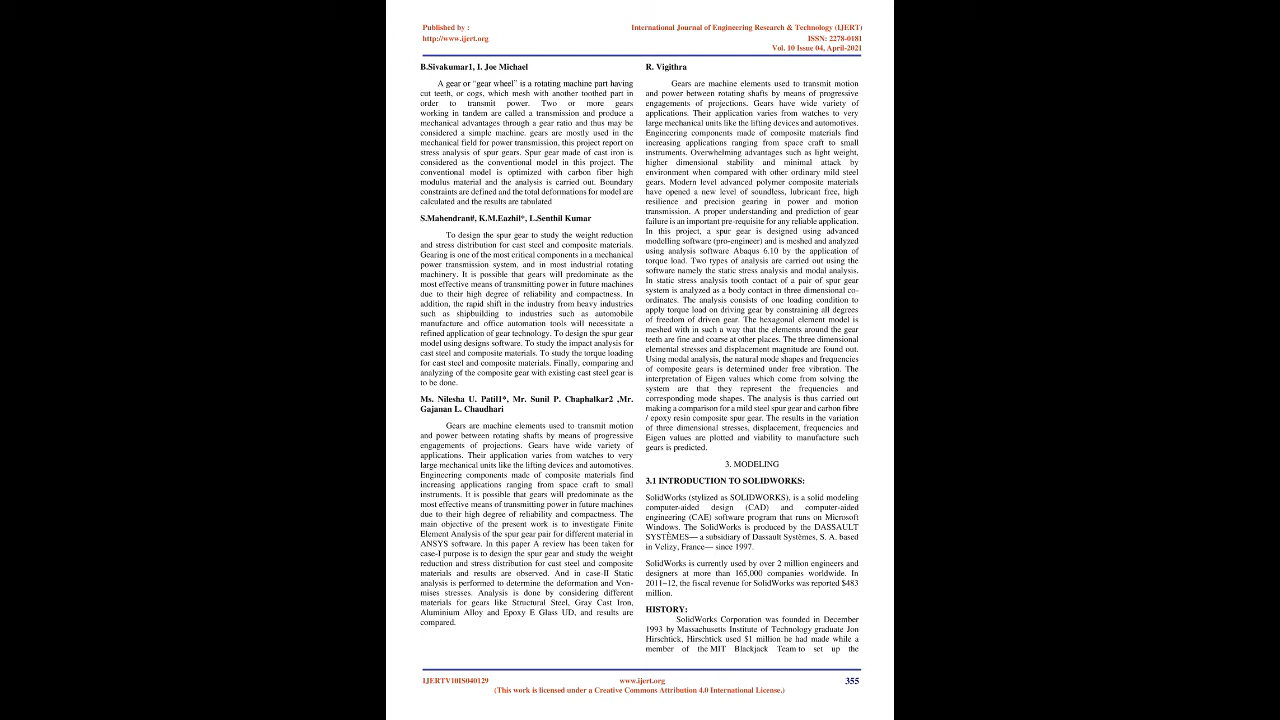 Published by :
http://www.ijert.org
International Journal of Engineering Research & Technology (IJERT)
ISSN: 2278-0181
Vol. 10 Issue 04, April-2021
B.Sivakumar1, I. Joe Michael
A gear or "gear wheel" is a rotating machine part having
cut teeth, or cogs, which mesh with another toothed part in
order to transmit power. Two or more gears
working in tandem are called a transmission and produce a
mechanical advantages through a gear ratio and thus may be
considered a simple machine. gears are mostly used in the
mechanical field for power transmission, this project report on
stress analysis of spur gears. Spur gear made of cast iron is
considered as the conventional model in this project. The
conventional model is optimized with carbon fiber high
modulus material and the analysis is carried out. Boundary
constraints are defined and the total deformations for model are
calculated and the results are tabulated
S.Mahendran#, K.M.Eazhil*, L.Senthil Kumar
To design the spur gear to study the weight reduction
and stress distribution for cast steel and composite materials.
Gearing is one of the most critical components in a mechanical
power transmission system, and in most industrial rotating
machinery. It is possible that gears will predominate as the
most effective means of transmitting power in future machines
due to their high degree of reliability and compactness. In
addition, the rapid shift in the industry from heavy industries
such as shipbuilding to industries such as automobile
manufacture and office automation tools will necessitate a
refined application of gear technology. To design the spur gear
model using designs software. To study the impact analysis for
cast steel and composite materials. To study the torque loading
for cast steel and composite materials. Finally, comparing and
analyzing of the composite gear with existing cast steel gear is
to be done.
Ms. Nilesha U. Patil1*, Mr. Sunil P. Chaphalkar2 ,Mr.
Gajanan L. Chaudhari
Gears are machine elements used to transmit motion
and power between rotating shafts by means of progressive
engagements of projections. Gears have wide variety of
applications. Their application varies from watches to very
large mechanical units like the lifting devices and automotives.
Engineering components made of composite materials find
increasing applications ranging from space craft to small
instruments. It is possible that gears will predominate as the
most effective means of transmitting power in future machines
due to their high degree of reliability and compactness. The
main objective of the present work is to investigate Finite
Element Analysis of the spur gear pair for different material in
ANSYS software. In this paper A review has been taken for
case-I purpose is to design the spur gear and study the weight
reduction and stress distribution for cast steel and composite
materials and results are observed. And in case-II Static
analysis is performed to determine the deformation and Von-
mises stresses. Analysis is done by considering different
materials for gears like Structural Steel, Gray Cast Iron,
Aluminium Alloy and Epoxy E Glass UD, and results are
compared.
R. Vigithra
Gears are machine elements used to transmit motion
and power between rotating shafts by means of progressive
engagements of projections. Gears have wide variety of
applications. Their application varies from watches to very
large mechanical units like the lifting devices and automotives.
Engineering components made of composite materials find
increasing applications ranging from space craft to small
instruments. Overwhelming advantages such as light weight,
higher dimensional stability and minimal attack by
environment when compared with other ordinary mild steel
gears. Modern level advanced polymer composite materials
have opened a new level of soundless, lubricant free, high
resilience and precision gearing in power and motion
transmission. A proper understanding and prediction of gear
failure is an important pre-requisite for any reliable application.
In this project, a spur gear is designed using advanced
modelling software (pro-engineer) and is meshed and analyzed
using analysis software Abaqus 6.10 by the application of
torque load. Two types of analysis are carried out using the
software namely the static stress analysis and modal analysis.
In static stress analysis tooth contact of a pair of spur gear
system is analyzed as a body contact in three dimensional co-
ordinates. The analysis consists of one loading condition to
apply torque load on driving gear by constraining all degrees
of freedom of driven gear. The hexagonal element model is
meshed with in such a way that the elements around the gear
teeth are fine and coarse at other places. The three dimensional
elemental stresses and displacement magnitude are found out.
Using modal analysis, the natural mode shapes and frequencies
of composite gears is determined under free vibration. The
interpretation of Eigen values which come from solving the
system are that they represent the frequencies and
corresponding mode shapes. The analysis is thus carried out
making a comparison for a mild steel spur gear and carbon fibre
/ epoxy resin composite spur gear. The results in the variation
of three dimensional stresses, displacement, frequencies and
Eigen values are plotted and viability to manufacture such
gears is predicted.
3. MODELING
3.1 INTRODUCTION TO SOLIDWORKS:
SolidWorks (stylized as SOLIDWORKS), is a solid modeling
computer-aided design (CAD) and computer-aided
engineering (CAE) software program that runs on Microsoft
Windows. The SolidWorks is produced by the DASSAULT
SYSTÈMES— a subsidiary of Dassault Systèmes, S. A. based
in Velizy, France— since 1997.
SolidWorks is currently used by over 2 million engineers and
designers at more than 165,000 companies worldwide. In
2011–12, the fiscal revenue for SolidWorks was reported $483
million.
HISTORY:
SolidWorks Corporation was founded in December
1993 by Massachusetts Institute of Technology graduate Jon
Hirschtick, Hirschtick used $1 million he had made while a
member of the MIT Blackjack Team to set up the
IJERTV10IS040129
www.ijert.org
355
(This work is licensed under a Creative Commons Attribution 4.0 International License.)